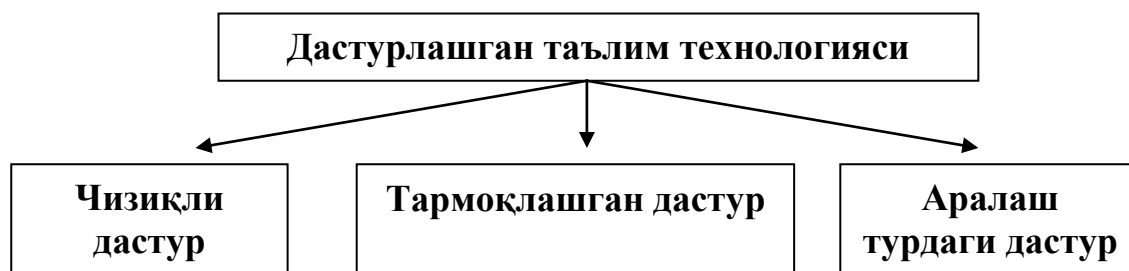 Дастурлашган таълим технологияси
Чизиқли
дастур
Тармоқлашган дастур
Аралаш
турдаги дастур